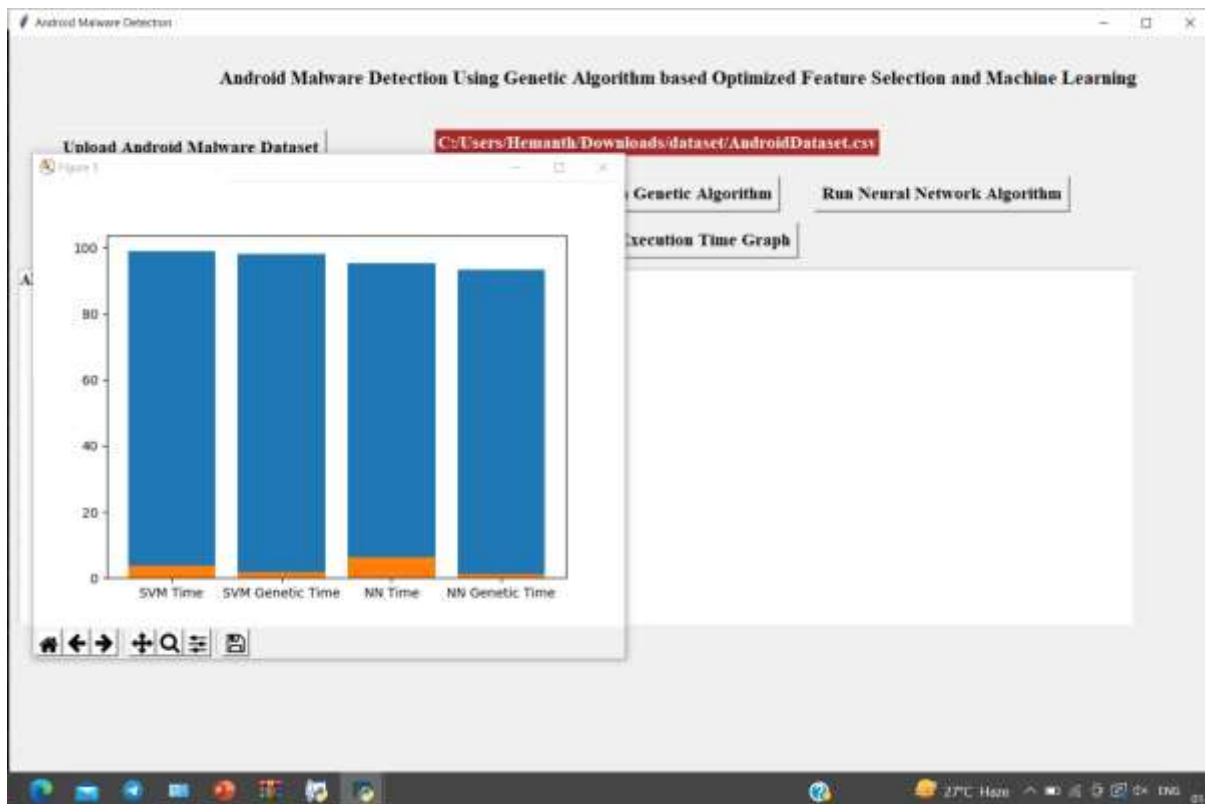 Android Malware Detection
Android Malware Detection Using Genetic Algorithm based Optimized Feature Selection and Machine Learning
Upload Android Malware Dataset
C:/Users/Hemanth/Downloads/dataset/AndroidDataset.csv
Figure 1
Genetic Algorithm
Run Neural Network Algorithm
Execution Time Graph
100
80
60
40
20
0
SVM Time
SVM Genetic Time
NN Time
NN Genetic Time
27°C Haze
ENG